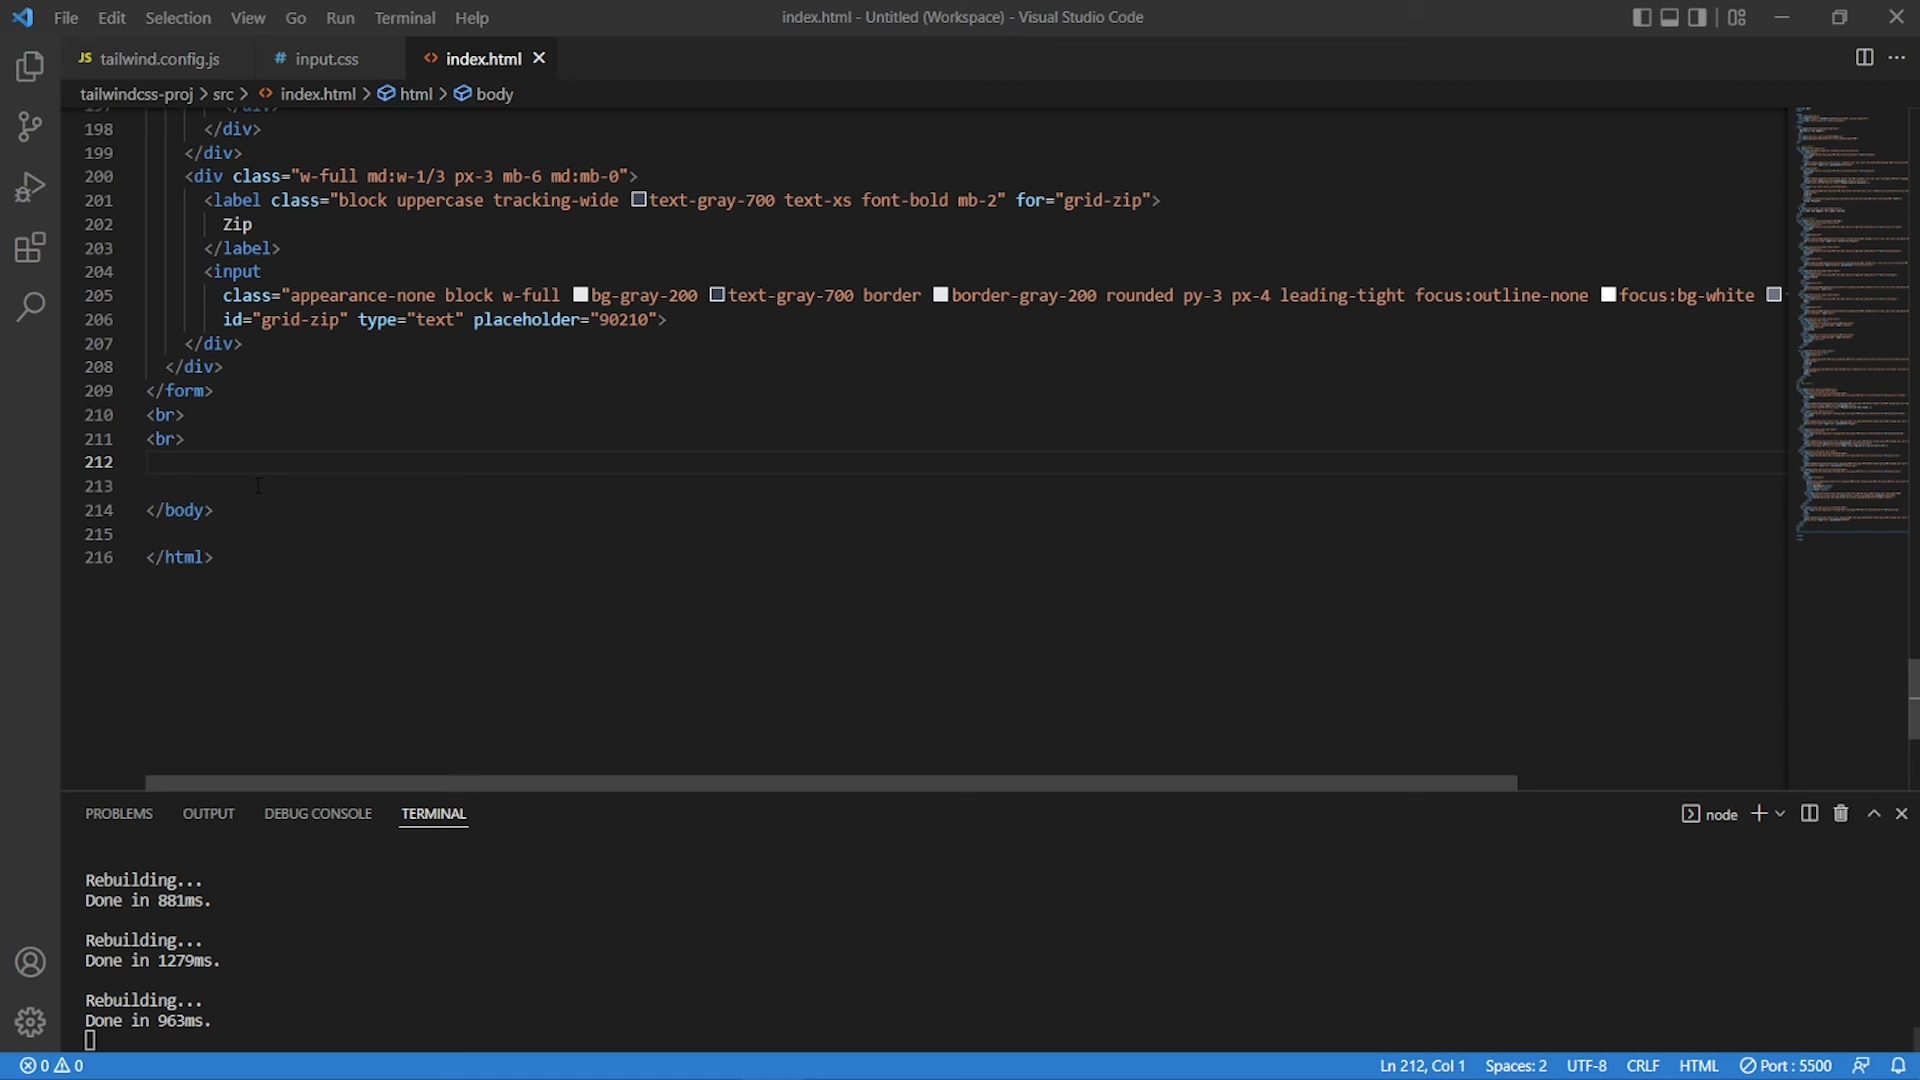 File Edit Selection View Go Run Terminal Help index.html - Untitled (Workspace) - Visual Studio Code
JS tailwind.config.js # input.css <> index.html
tailwindcss-proj > src > <> index.html > html > body
197 </div>
198 </div>
199 </div>
200 <div class="w-full md:w-1/3 px-3 mb-6 md:mb-0">
201 <label class="block uppercase tracking-wide text-gray-700 text-xs font-bold mb-2" for="grid-zip">
202 Zip
203 </label>
204 <input
205 class="appearance-none block w-full bg-gray-200 text-gray-700 border border-gray-200 rounded py-3 px-4 leading-tight focus:outline-none focus:bg-white
206 id="grid-zip" type="text" placeholder="90210">
207 </div>
208 </div>
209 </form>
210 <br>
211 <br>
212
213
214 </body>
215
216 </html>
PROBLEMS OUTPUT DEBUG CONSOLE TERMINAL node
Rebuilding...
Done in 881ms.
Rebuilding...
Done in 1279ms.
Rebuilding...
Done in 963ms.
0 0 Ln 212, Col 1 Spaces: 2 UTF-8 CRLF HTML Port : 5500